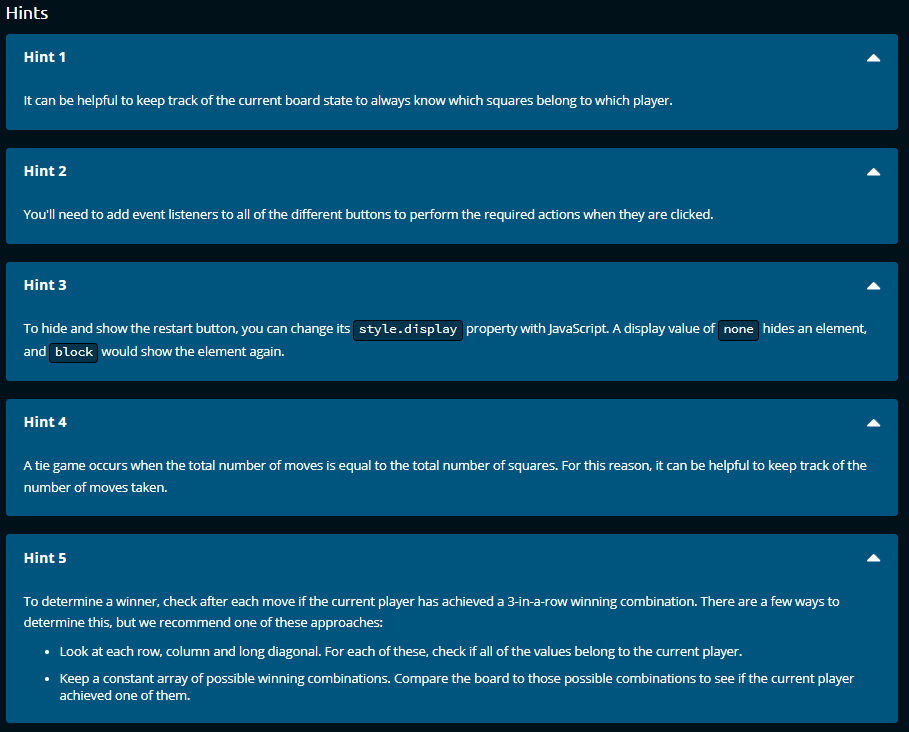 Hints
Hint 1
It can be helpful to keep track of the current board state to always know which squares belong to which player.
Hint 2
You'll need to add event listeners to all of the different buttons to perform the required actions when they are clicked.
Hint 3
To hide and show the restart button, you can change its style.display property with JavaScript. A display value of none hides an element,
and block would show the element again.
Hint 4
A tie game occurs when the total number of moves is equal to the total number of squares. For this reason, it can be helpful to keep track of the
number of moves taken.
Hint 5
To determine a winner, check after each move if the current player has achieved a 3-in-a-row winning combination. There are a few ways to
determine this, but we recommend one of these approaches:
• Look at each row, column and long diagonal. For each of these, check if all of the values belong to the current player.
• Keep a constant array of possible winning combinations. Compare the board to those possible combinations to see if the current player
achieved one of them.